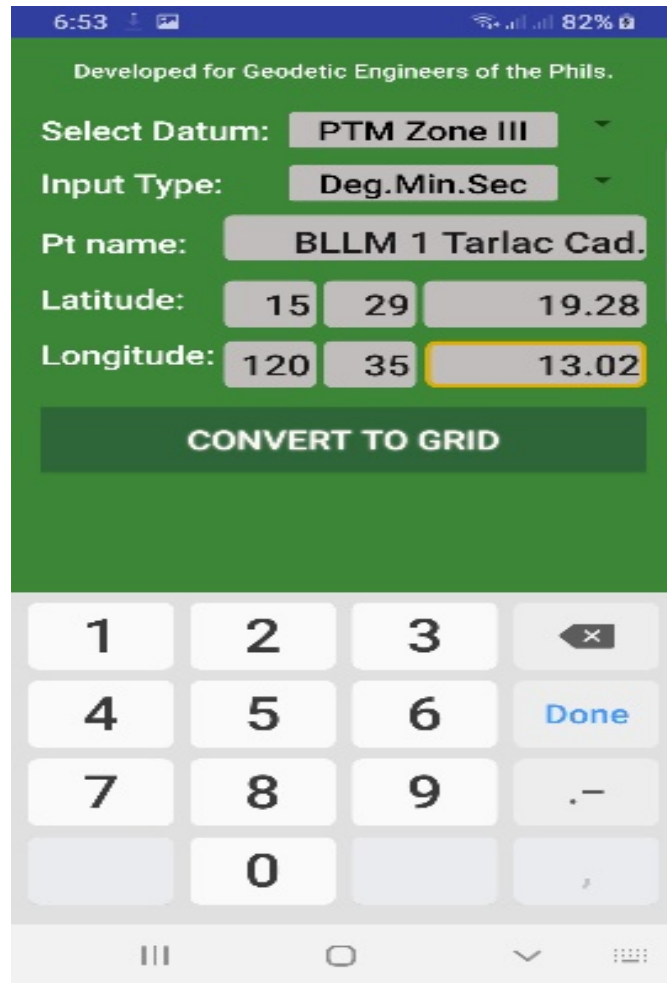 6:53 82%
Developed for Geodetic Engineers of the Phils.
Select Datum: PTM Zone III
Input Type: Deg.Min.Sec
Pt name: BLLM 1 Tarlac Cad.
Latitude: 15 29 19.28
Longitude: 120 35 13.02
CONVERT TO GRID
1 2 3
4 5 6 Done
7 8 9 .-
0 ,